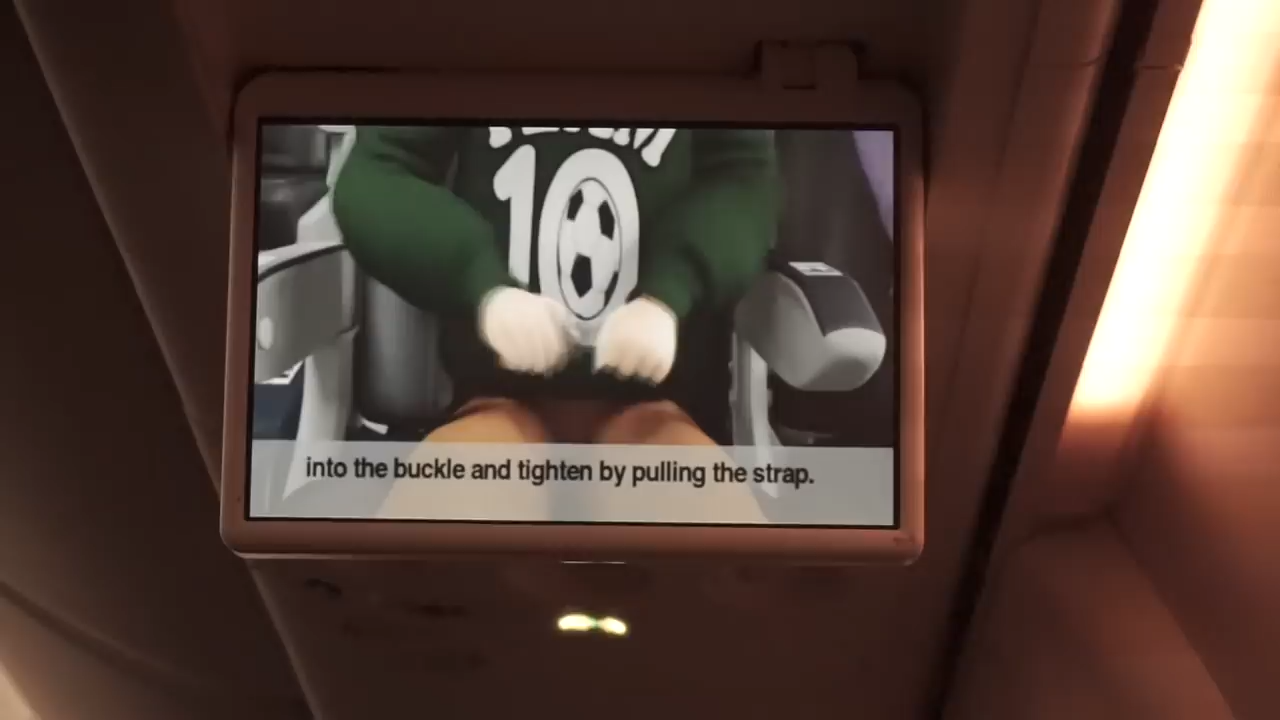 10
into the buckle and tighten by pulling the strap.